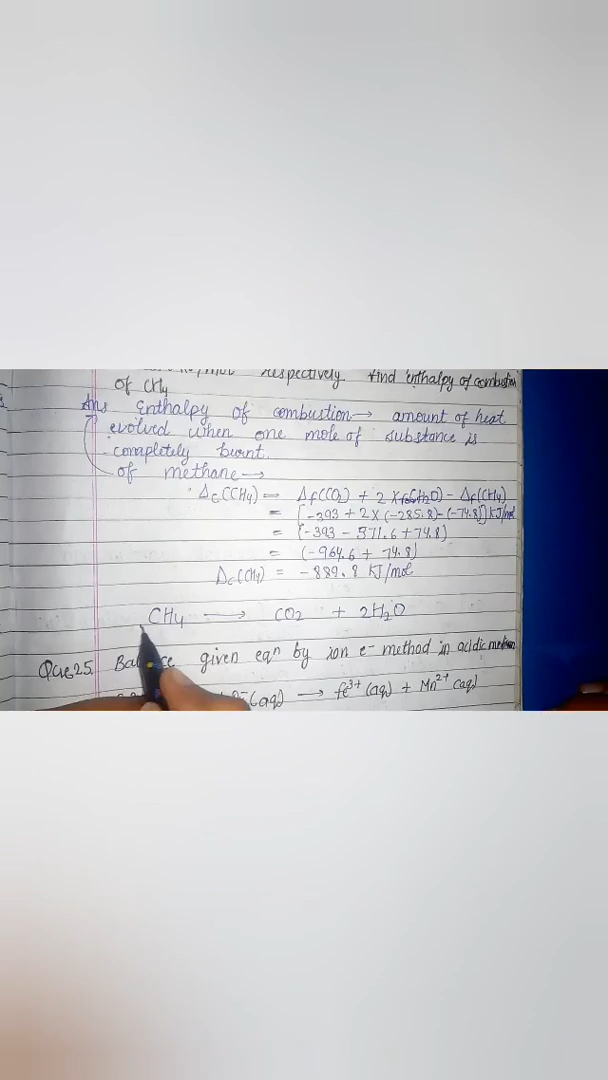 respectively find enthalpy of combustion
of CH4
Ans Enthalpy of combustion → amount of heat
evolved when one mole of substance is
completely burnt.
of methane →
Δc(CH4) = Δf(CO2) + 2 × f(H2O) - Δf(CH4)
= [-393 + 2 × (-285.8) - (-74.8)] KJ/mol
= (-393 - 571.6 + 74.8)
= (-964.6 + 74.8)
Δc(CH4) = -889.8 KJ/mol
CH4 → CO2 + 2H2O
Que25. given eqn by ion e- method in acidic medium
(aq) → fe3+ (aq) + Mn2+ (aq)